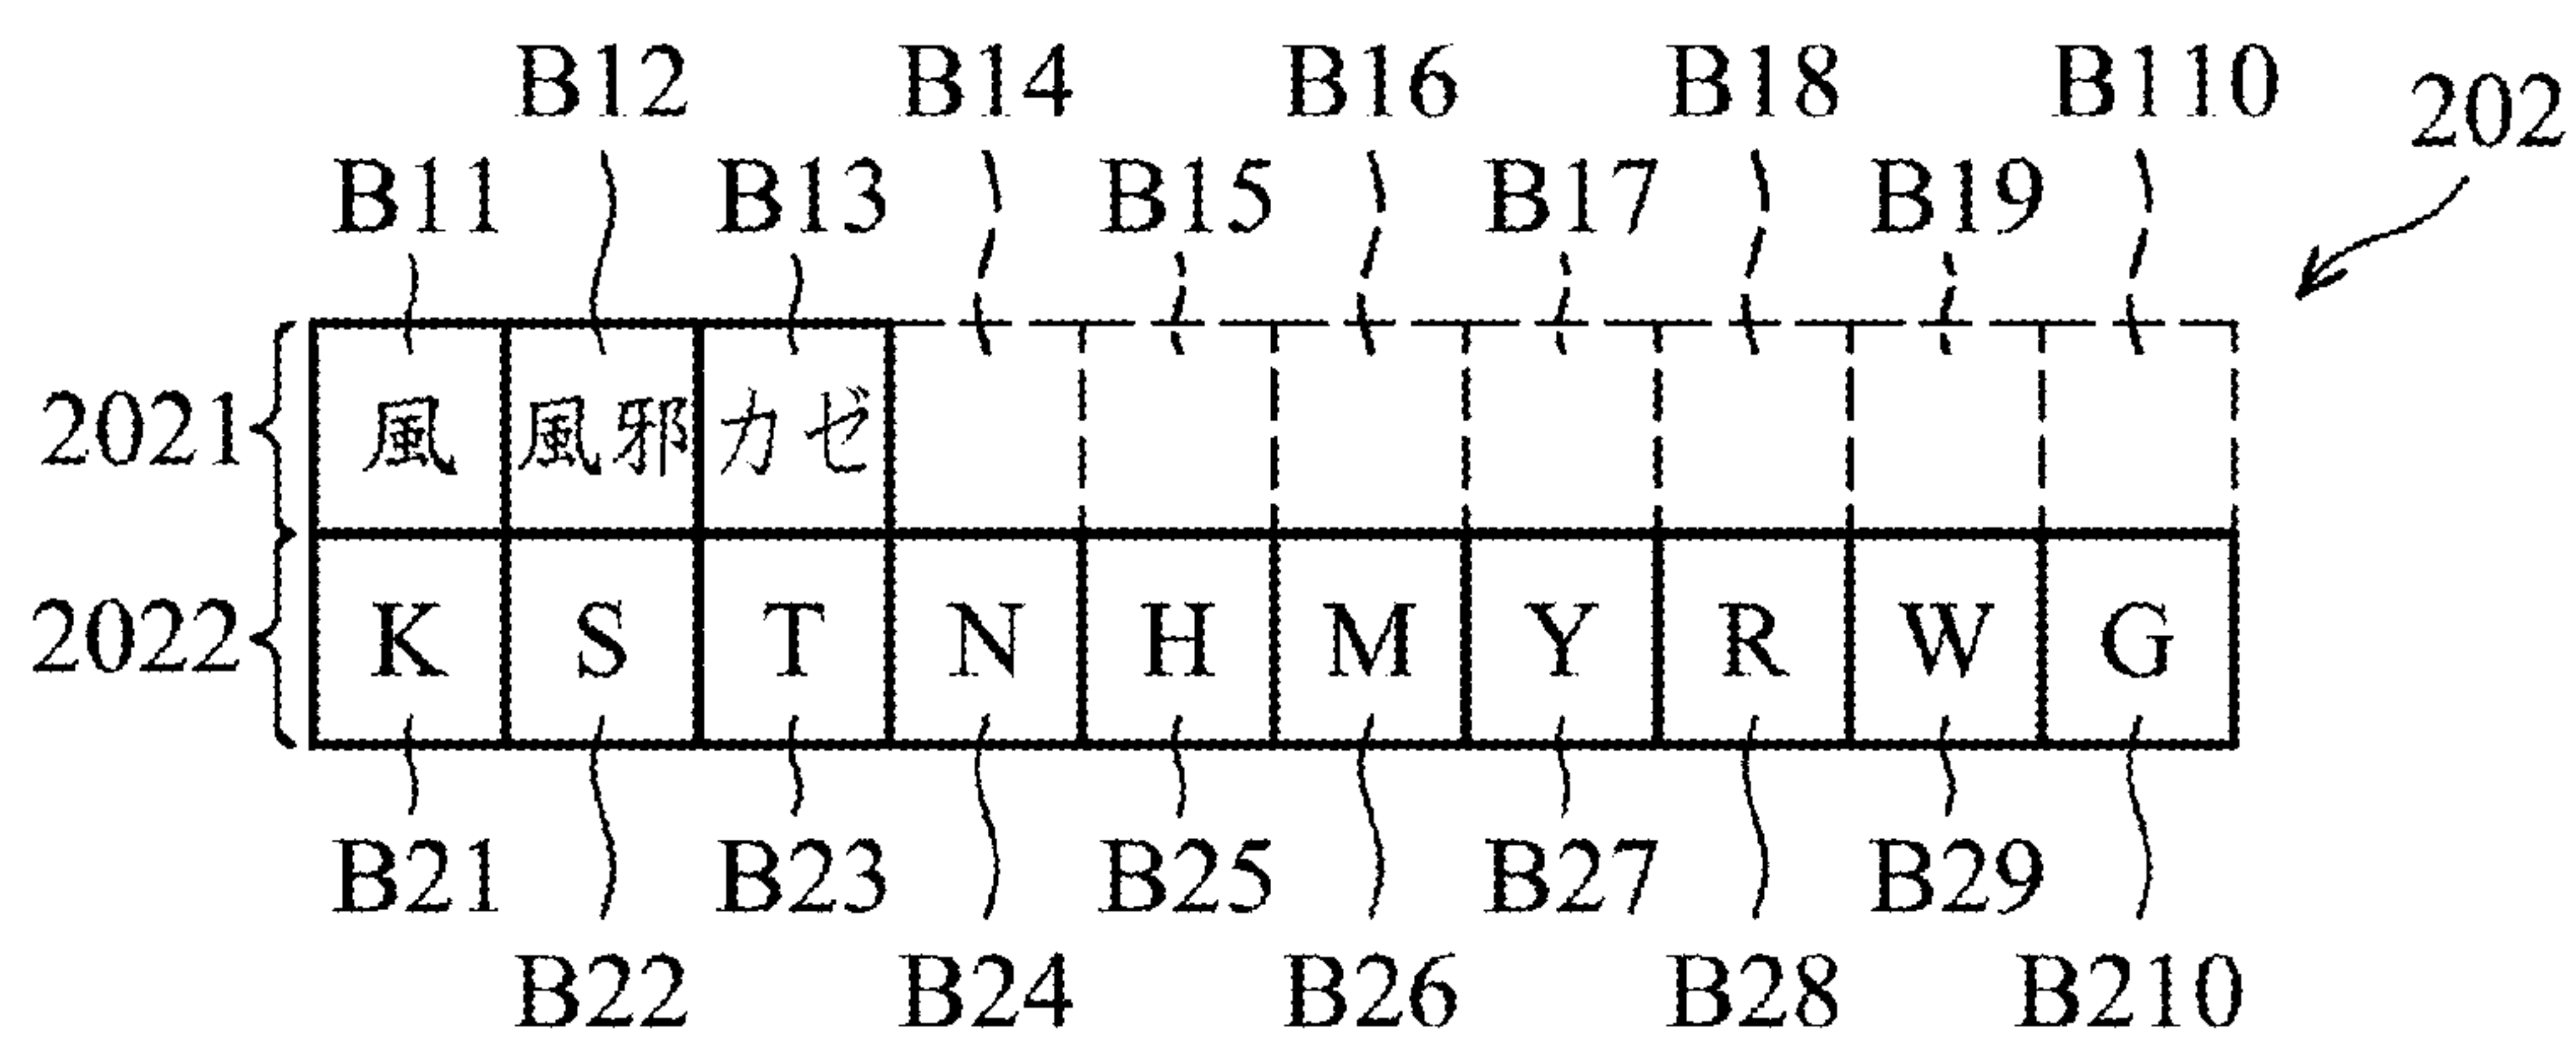 B12 B14 B16 B18 B110 202
B11 B13 B15 B17 B19
2021 風 風邪 カゼ
2022 K S T N H M Y R W G
B21 B23 B25 B27 B29
B22 B24 B26 B28 B210